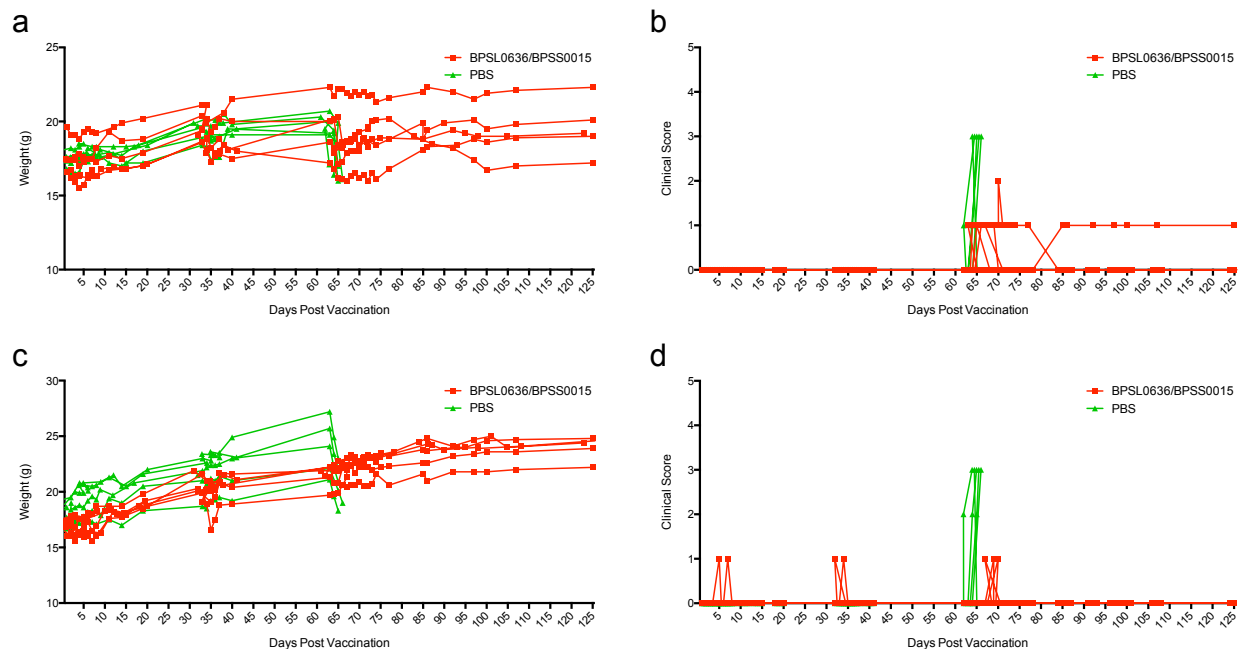 a
25
20
15
10
Weight (g)
BPSL0636/BPSS0015
PBS
5 10 15 20 25 30 35 40 45 50 55 60 65 70 75 80 85 90 95 100 105 110 115 120 125
Days Post Vaccination
b
5
4
3
2
1
0
Clinical Score
BPSL0636/BPSS0015
PBS
5 10 15 20 25 30 35 40 45 50 55 60 65 70 75 80 85 90 95 100 105 110 115 120 125
Days Post Vaccination
c
30
25
20
15
10
Weight (g)
BPSL0636/BPSS0015
PBS
5 10 15 20 25 30 35 40 45 50 55 60 65 70 75 80 85 90 95 100 105 110 115 120 125
Days Post Vaccination
d
5
4
3
2
1
0
Clinical Score
BPSL0636/BPSS0015
PBS
5 10 15 20 25 30 35 40 45 50 55 60 65 70 75 80 85 90 95 100 105 110 115 120 125
Days Post Vaccination